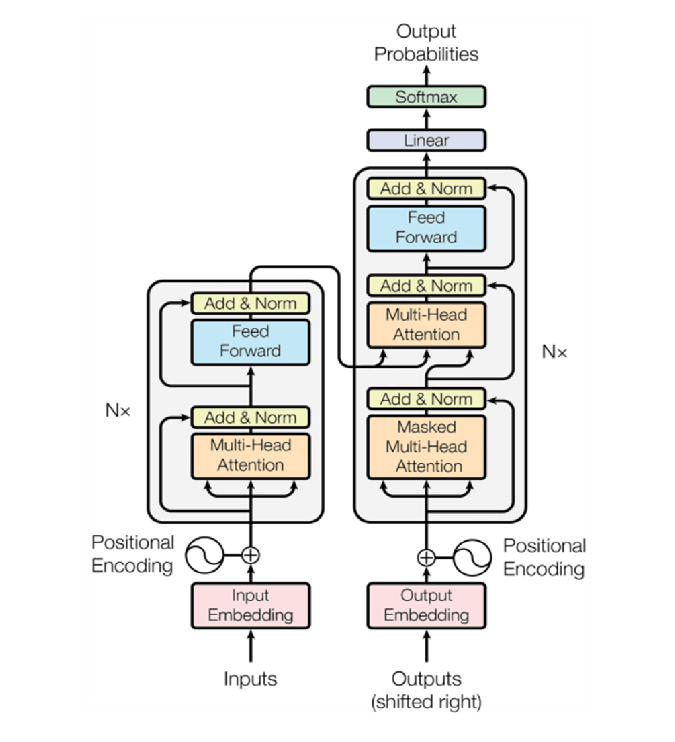 Output
Probabilities
Softmax
Linear
Add & Norm
Feed
Forward
Add & Norm
Multi-Head
Attention
Add & Norm
Masked
Multi-Head
Attention
Nx
Add & Norm
Feed
Forward
Add & Norm
Multi-Head
Attention
Nx
Positional
Encoding
Positional
Encoding
Input
Embedding
Output
Embedding
Inputs
Outputs
(shifted right)